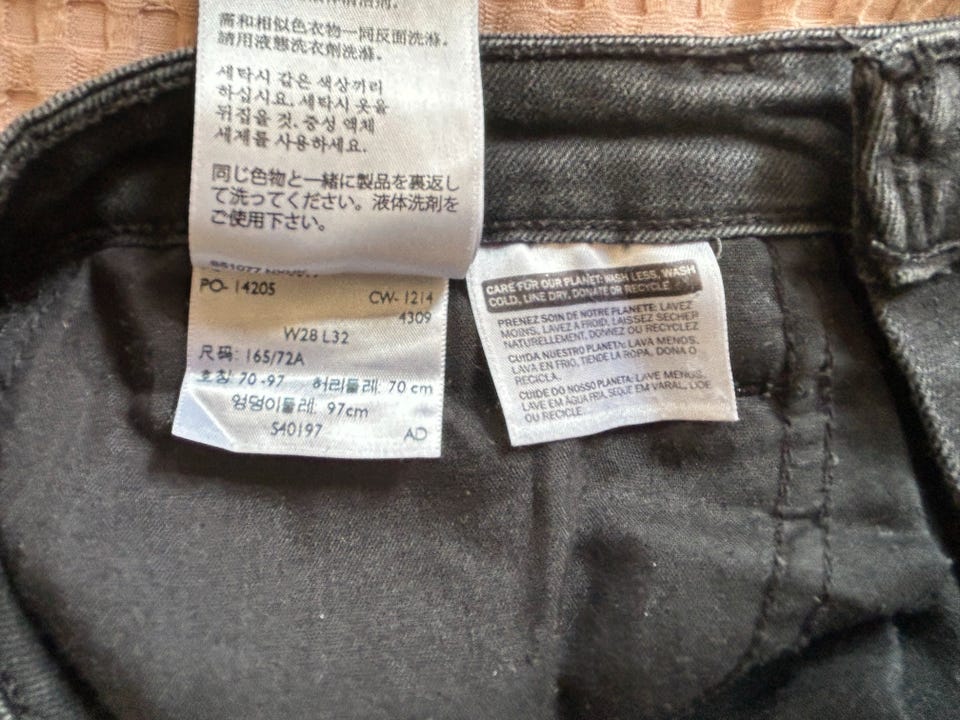 需和相似色衣物一同反面洗滌。
請用液態洗衣劑洗滌。
세탁시 같은 색상끼리
하십시요. 세탁시 옷을
뒤집을 것. 중성 액체
세제를 사용하세요.
同じ色物と一緒に製品を裏返し
て洗ってください。液体洗剤を
ご使用下さい。
PO- 14205 CW- 1214
4309
W28 L32
尺码: 165/72A
호칭 70 -97 허리둘레: 70 cm
엉덩이둘레: 97cm
S40197 AD
CARE FOR OUR PLANET: WASH LESS, WASH
COLD, LINE DRY, DONATE OR RECYCLE
PRENEZ SOIN DE NOTRE PLANETE: LAVEZ
MOINS, LAVEZ A FROID, LAISSEZ SECHER
NATURELLEMENT, DONNEZ OU RECYCLEZ
CUIDA NUESTRO PLANETA: LAVA MENOS,
LAVA EN FRIO, TIENDE LA ROPA, DONA O
RECICLA.
CUIDE DO NOSSO PLANETA: LAVE MENOS,
LAVE EM AGUA FRIA, SEQUE EM VARAL, DOE
OU RECICLE.